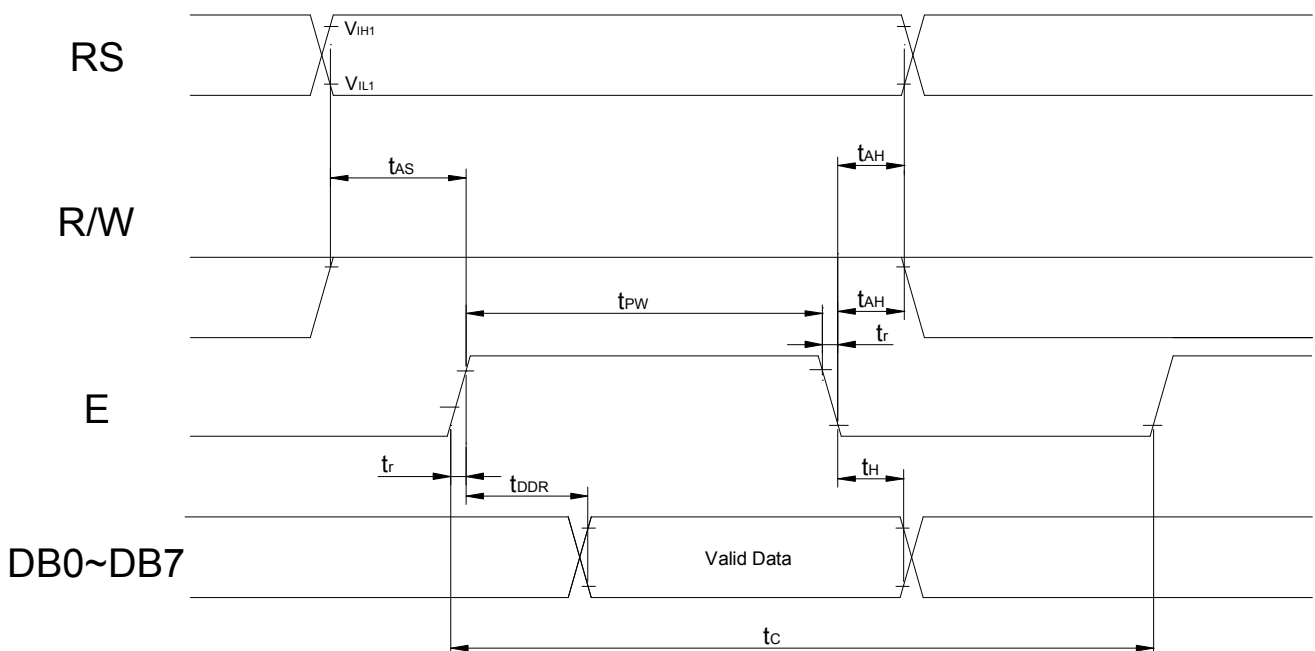 RS
VIH1
VIL1
tAS
tAH
R/W
tPW
tAH
tr
E
tr
tDDR
tH
DB0~DB7
Valid Data
tC